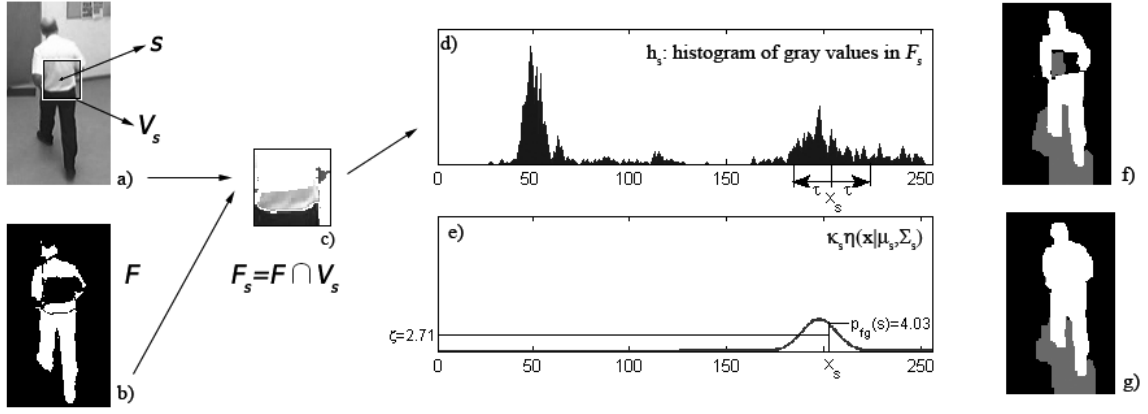 S
V_s
a)
F
b)
c)
F_s=F ∩ V_s
d)
h_s: histogram of gray values in F_s
0 50 100 150 200 250
τ τ
x_s
e)
κ_s η(x|μ_s,Σ_s)
ζ=2.71
p_fg(s)=4.03
0 50 100 150 200 250
x_s
f)
g)